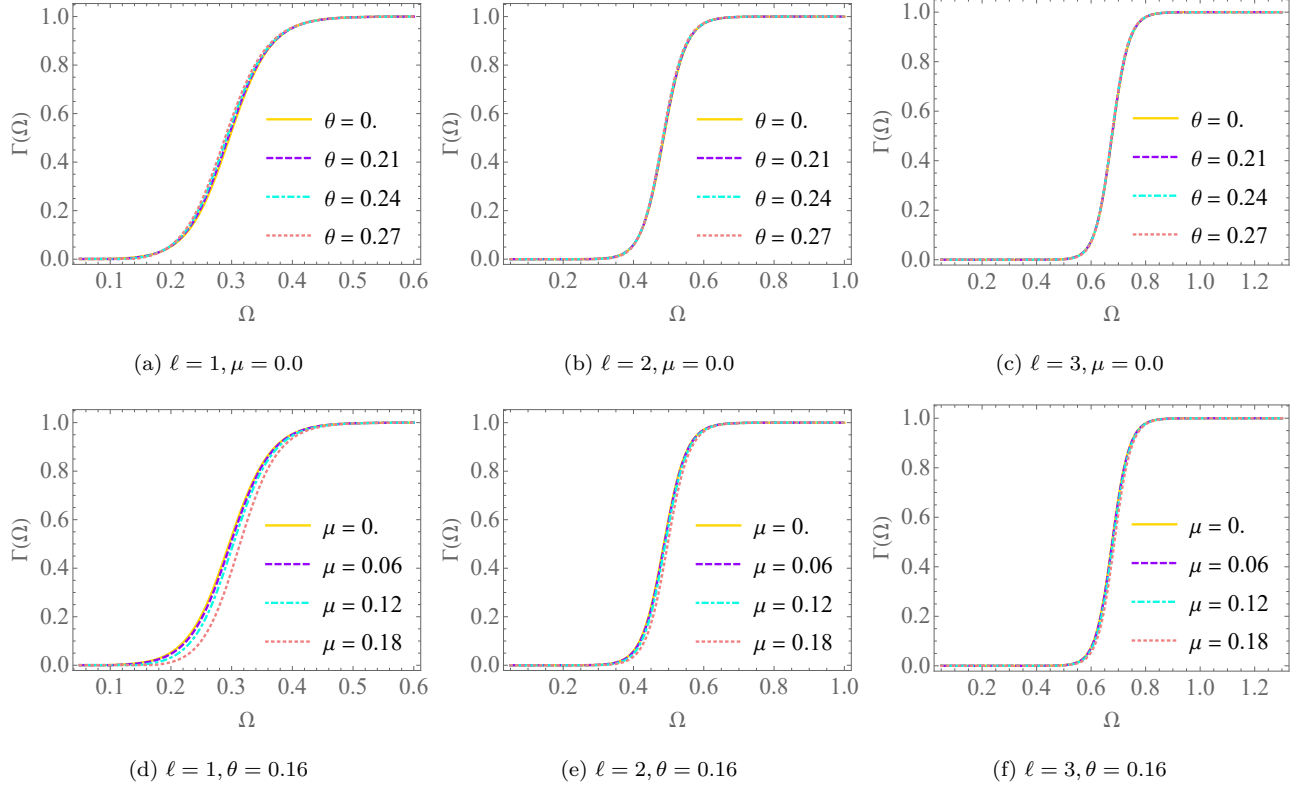 1.0
0.8
0.6
0.4
0.2
0.0
Γ(Ω)
θ = 0.
θ = 0.21
θ = 0.24
θ = 0.27
0.1 0.2 0.3 0.4 0.5 0.6
Ω
(a) ℓ = 1, μ = 0.0
1.0
0.8
0.6
0.4
0.2
0.0
Γ(Ω)
θ = 0.
θ = 0.21
θ = 0.24
θ = 0.27
0.2 0.4 0.6 0.8 1.0
Ω
(b) ℓ = 2, μ = 0.0
1.0
0.8
0.6
0.4
0.2
0.0
Γ(Ω)
θ = 0.
θ = 0.21
θ = 0.24
θ = 0.27
0.2 0.4 0.6 0.8 1.0 1.2
Ω
(c) ℓ = 3, μ = 0.0
1.0
0.8
0.6
0.4
0.2
0.0
Γ(Ω)
μ = 0.
μ = 0.06
μ = 0.12
μ = 0.18
0.1 0.2 0.3 0.4 0.5 0.6
Ω
(d) ℓ = 1, θ = 0.16
1.0
0.8
0.6
0.4
0.2
0.0
Γ(Ω)
μ = 0.
μ = 0.06
μ = 0.12
μ = 0.18
0.2 0.4 0.6 0.8 1.0
Ω
(e) ℓ = 2, θ = 0.16
1.0
0.8
0.6
0.4
0.2
0.0
Γ(Ω)
μ = 0.
μ = 0.06
μ = 0.12
μ = 0.18
0.2 0.4 0.6 0.8 1.0 1.2
Ω
(f) ℓ = 3, θ = 0.16